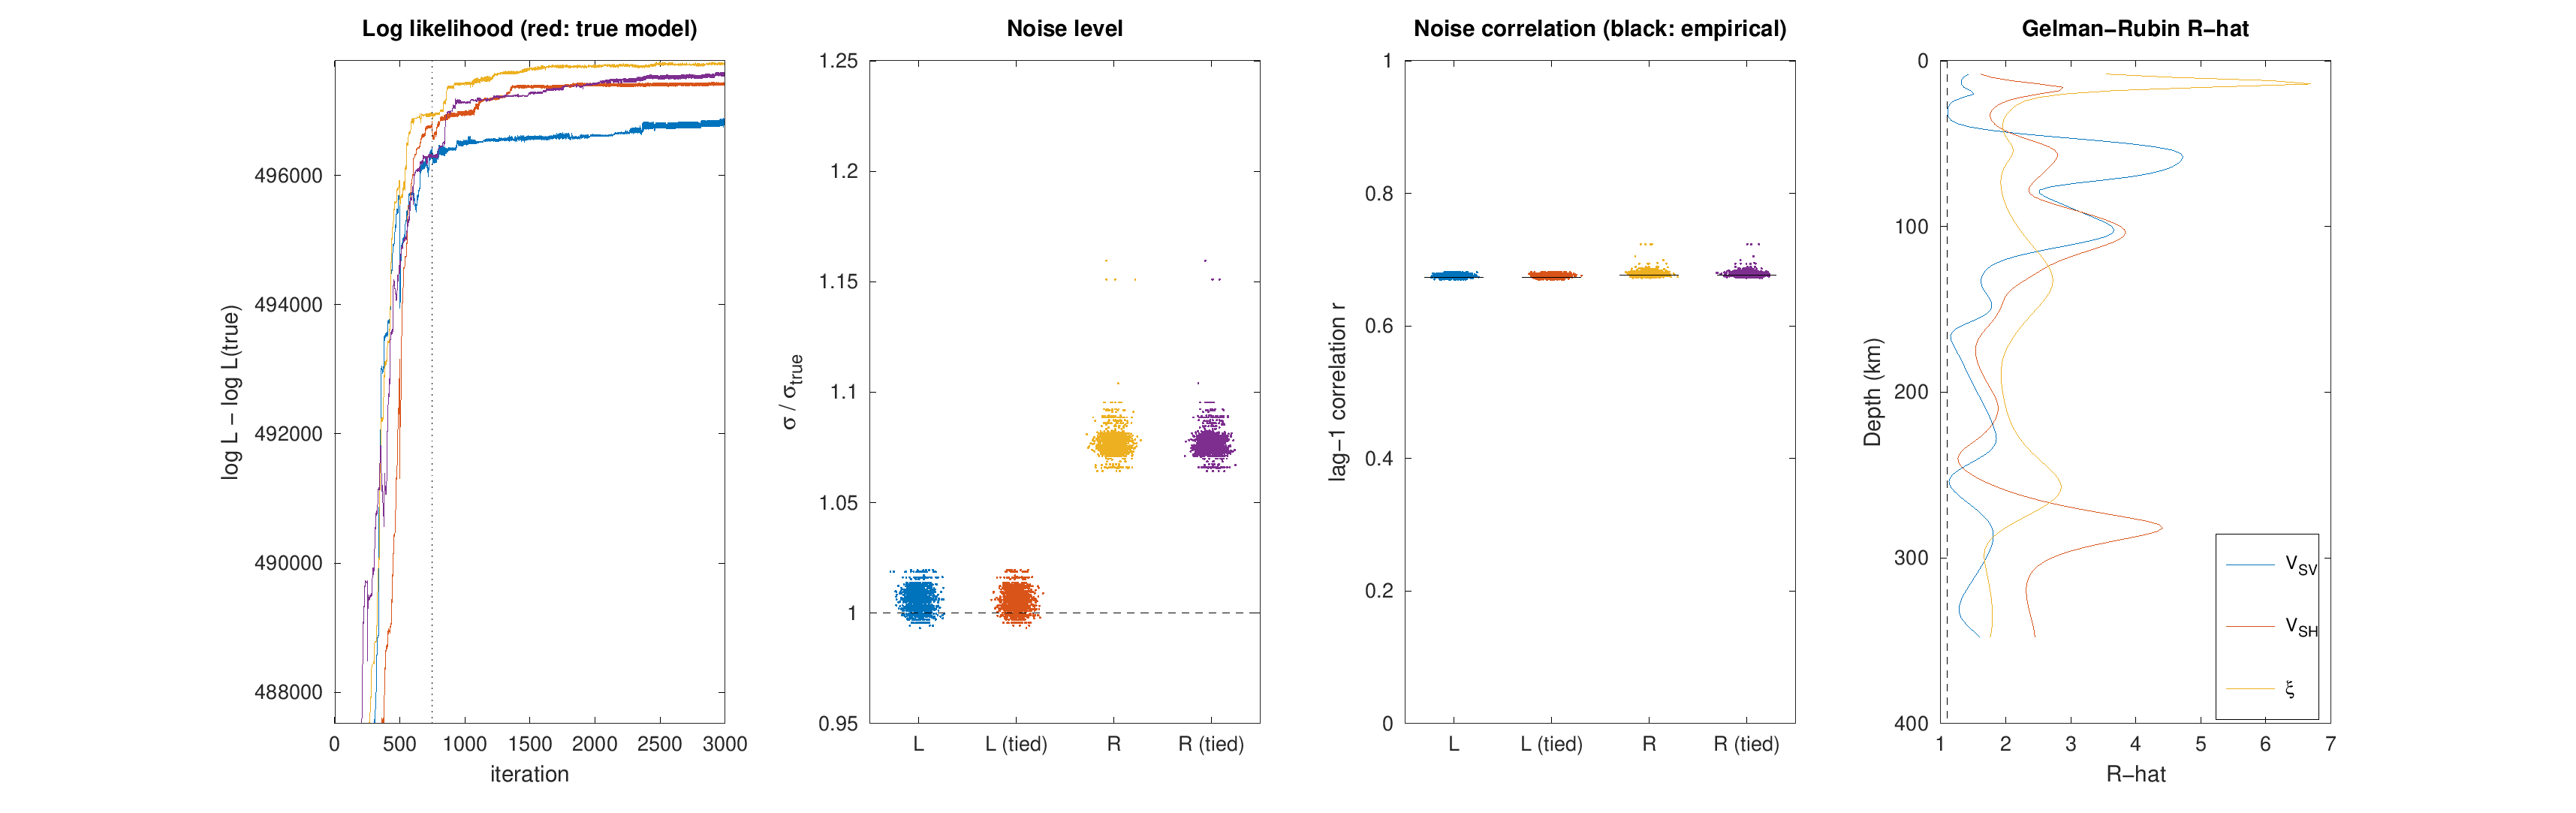 Log likelihood (red: true model)
log L − log L(true)
496000
494000
492000
490000
488000
0 500 1000 1500 2000 2500 3000
iteration
Noise level
σ / σtrue
1.25
1.2
1.15
1.1
1.05
1
0.95
L L (tied) R R (tied)
Noise correlation (black: empirical)
lag−1 correlation r
1
0.8
0.6
0.4
0.2
0
L L (tied) R R (tied)
Gelman−Rubin R−hat
Depth (km)
0
100
200
300
400
VSV
VSH
ξ
1 2 3 4 5 6 7
R−hat